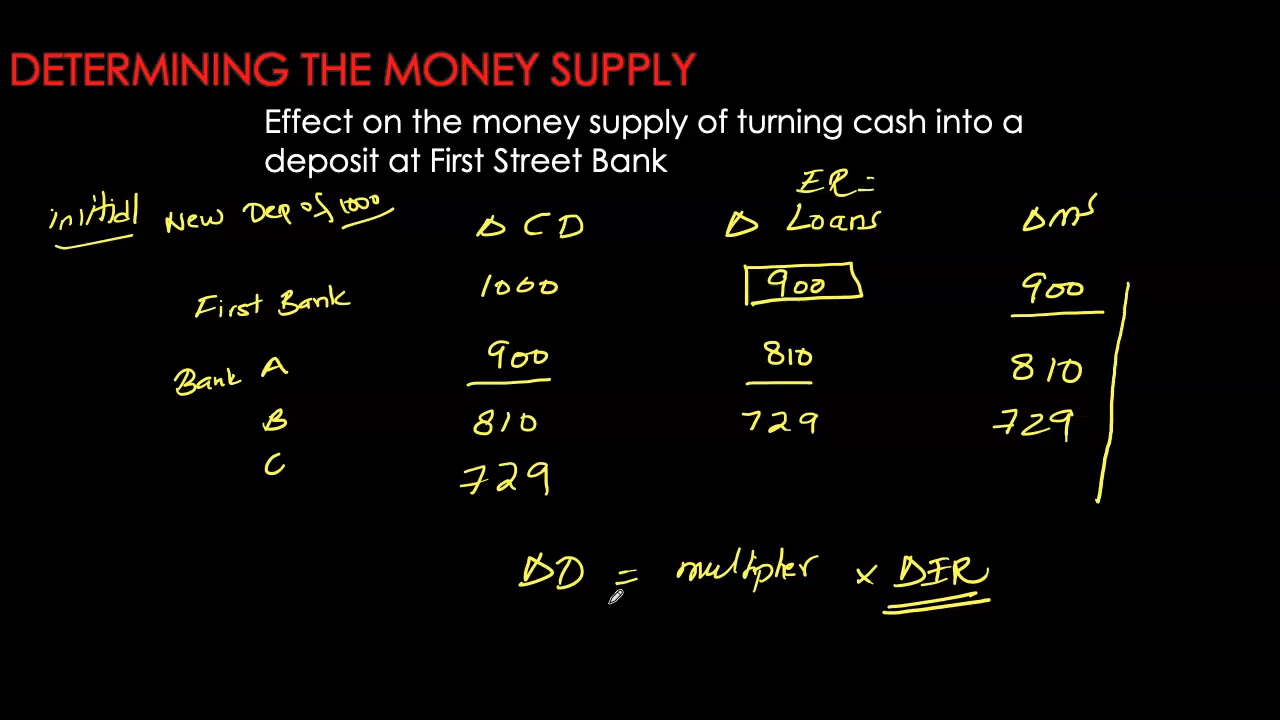 DETERMINING THE MONEY SUPPLY
Effect on the money supply of turning cash into a
deposit at First Street Bank
initial New Dep of 1000
ER =
Δ CD Δ Loans ΔMs
First Bank 1000 900 900
Bank A 900 810 810
B 810 729 729
C 729
ΔD = multipler × ΔER